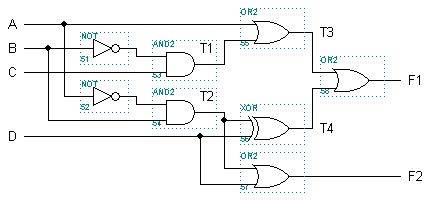 A
OR2
T3
S5
B
NOT
S1
AND2
T1
OR2
C
S3
S8
F1
NOT
S2
AND2
T2
S4
XOR
T4
D
S6
OR2
S7
F2